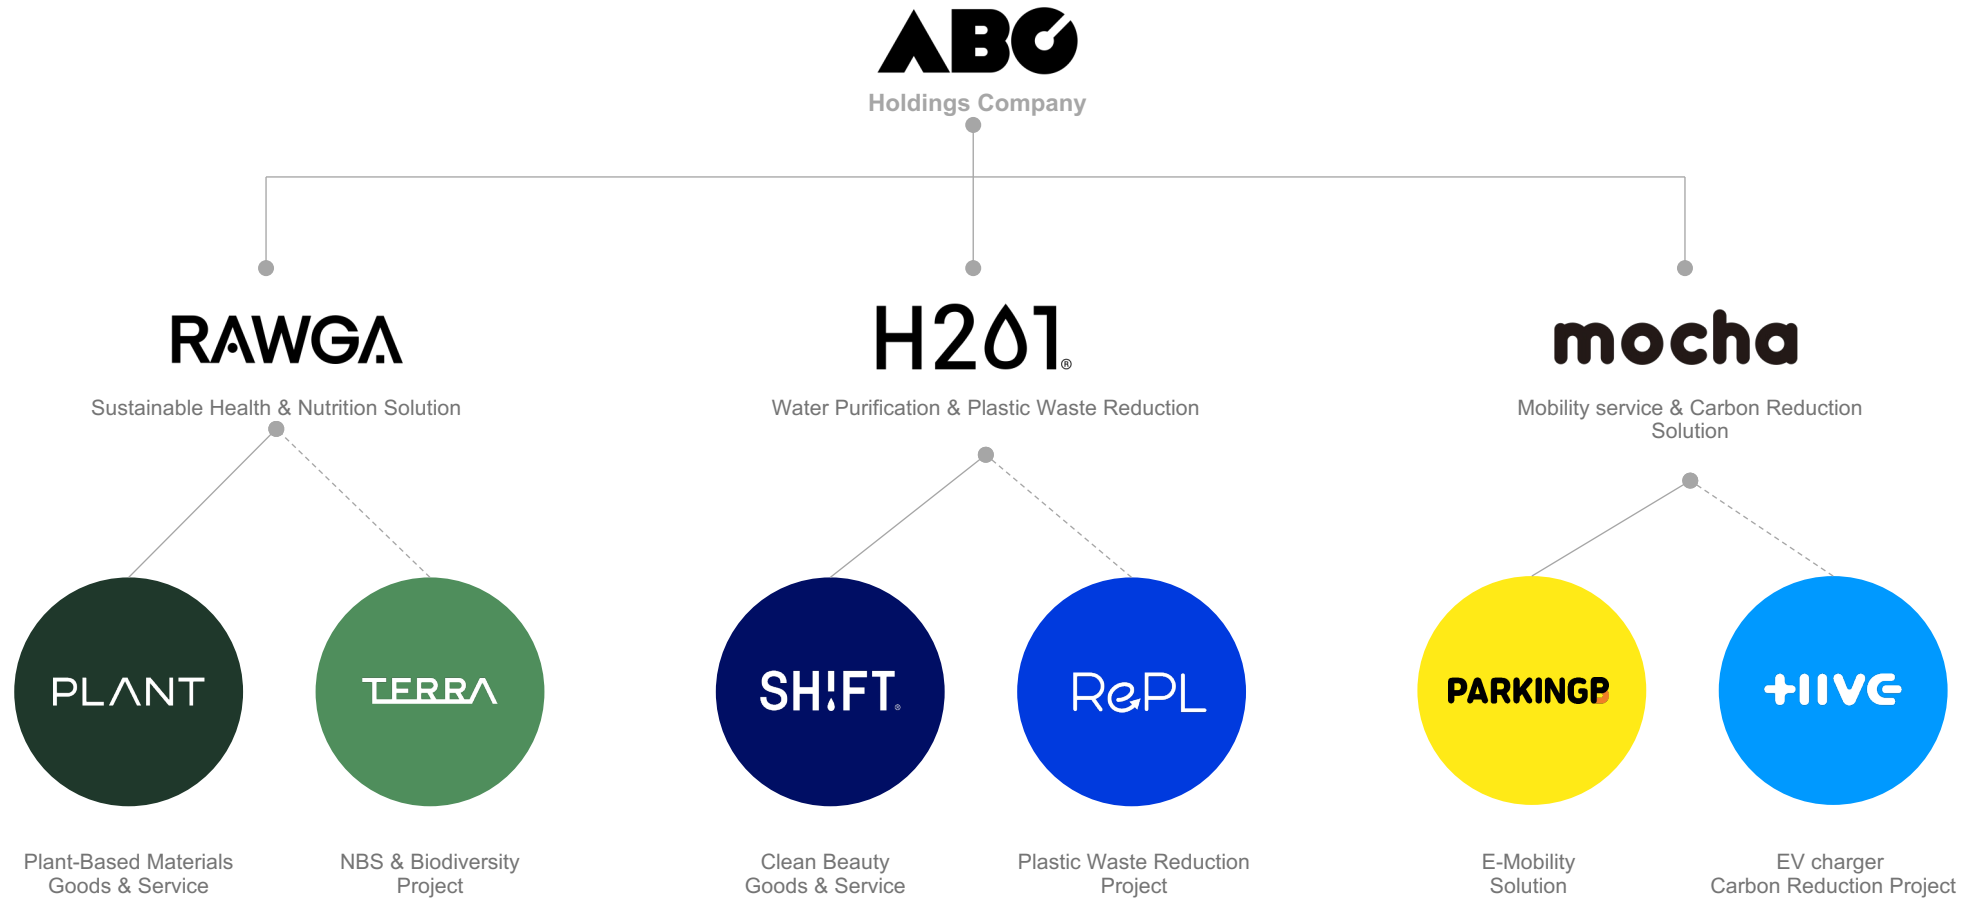 ABC
Holdings Company
RAWGA
H201®
mocha
Sustainable Health & Nutrition Solution
Water Purification & Plastic Waste Reduction
Mobility service & Carbon Reduction
Solution
PLANT
TERRA
SH!FT®
RePL
PARKINGP
+IIVE
Plant-Based Materials
Goods & Service
NBS & Biodiversity
Project
Clean Beauty
Goods & Service
Plastic Waste Reduction
Project
E-Mobility
Solution
EV charger
Carbon Reduction Project